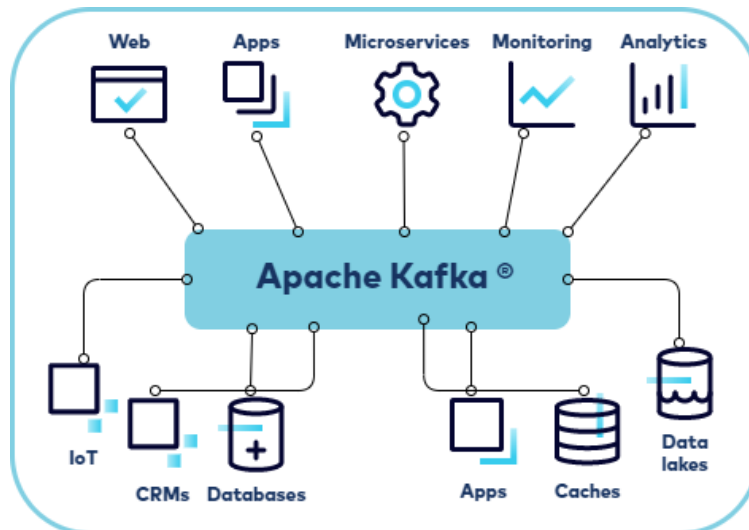 Web
Apps
Microservices
Monitoring
Analytics
Apache Kafka ®
IoT
CRMs
Databases
Apps
Caches
Data
lakes